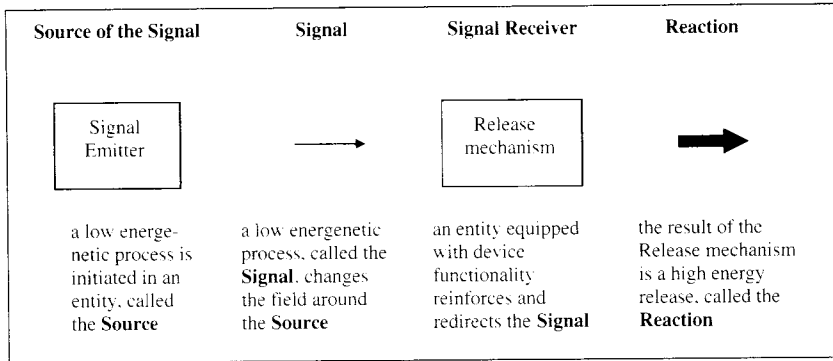 Source of the Signal
Signal
Signal Receiver
Reaction
Signal
Emitter
Release
mechanism
a low energe-
netic process is
initiated in an
entity, called
the Source
a low energenetic
process, called the
Signal, changes
the field around
the Source
an entity equipped
with device
functionality
reinforces and
redirects the Signal
the result of the
Release mechanism
is a high energy
release, called the
Reaction